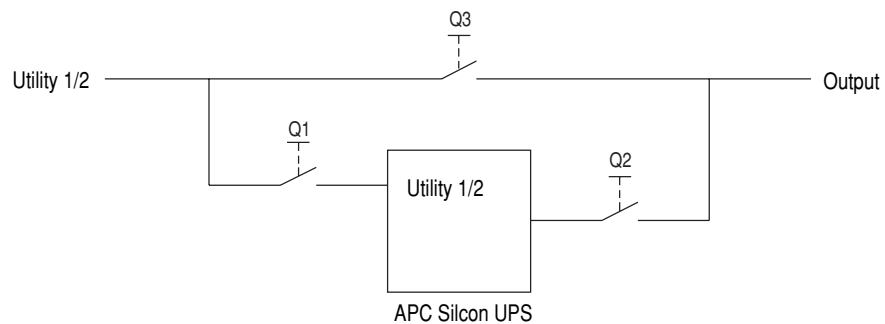 Q3
Utility 1/2
Output
Q1
Q2
Utility 1/2
APC Silcon UPS